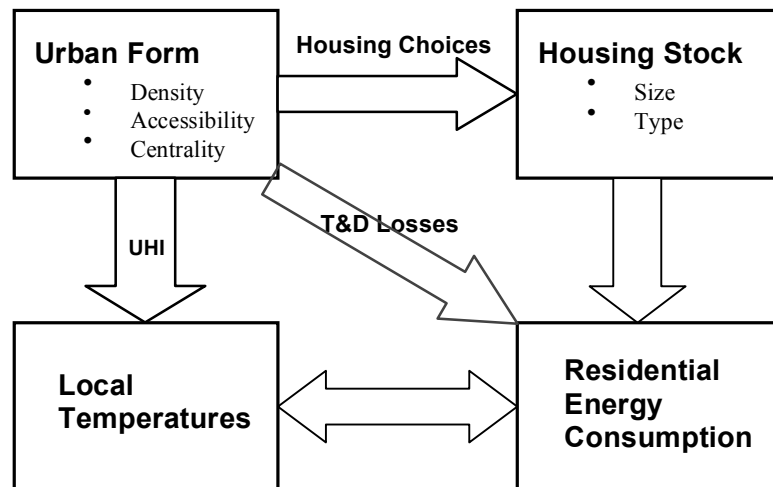 Urban Form
• Density
• Accessibility
• Centrality
Housing Choices
Housing Stock
• Size
• Type
UHI
T&D Losses
Local
Temperatures
Residential
Energy
Consumption